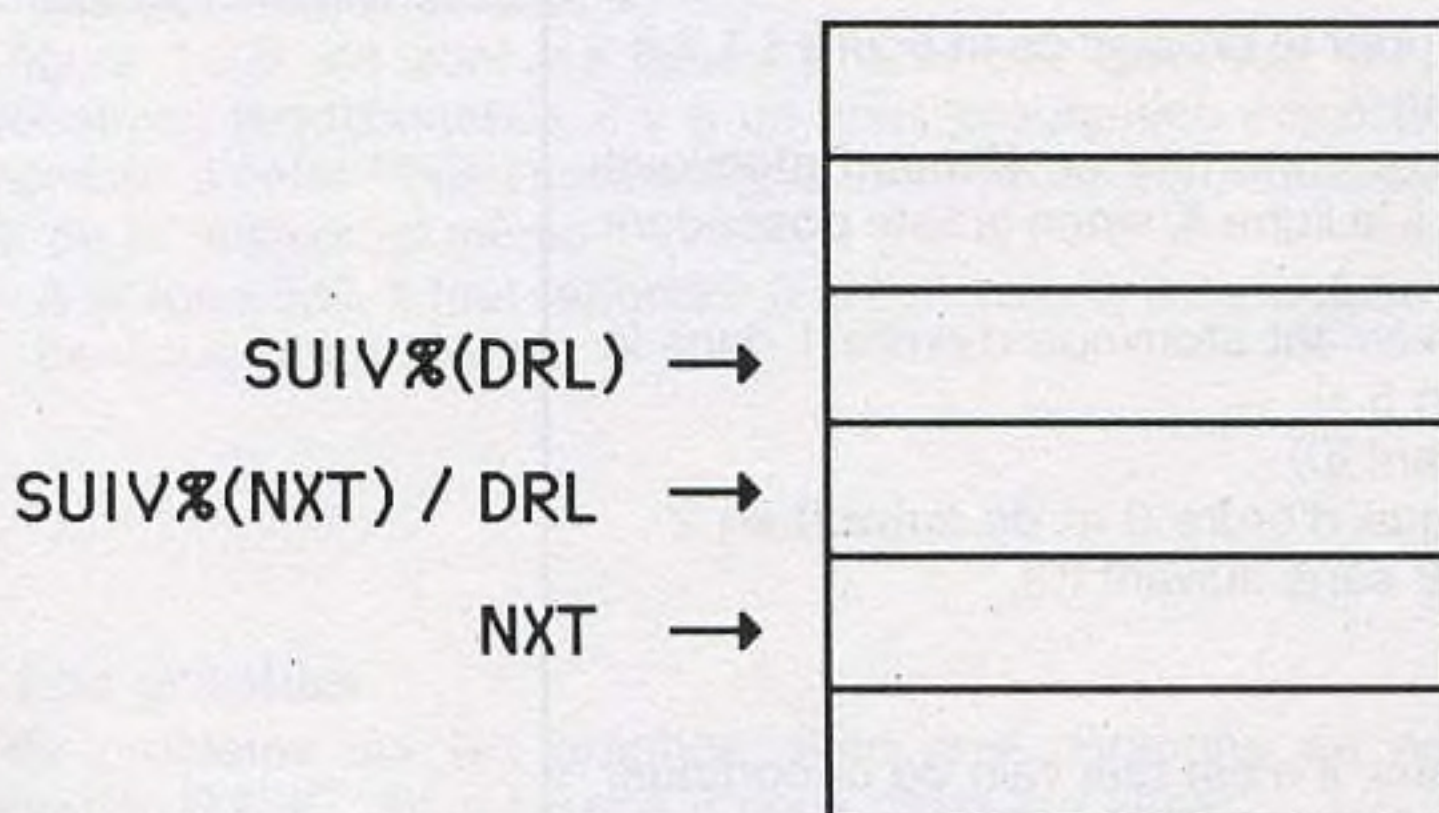 SUIV%(DRL) →
SUIV%(NXT) / DRL →
NXT →